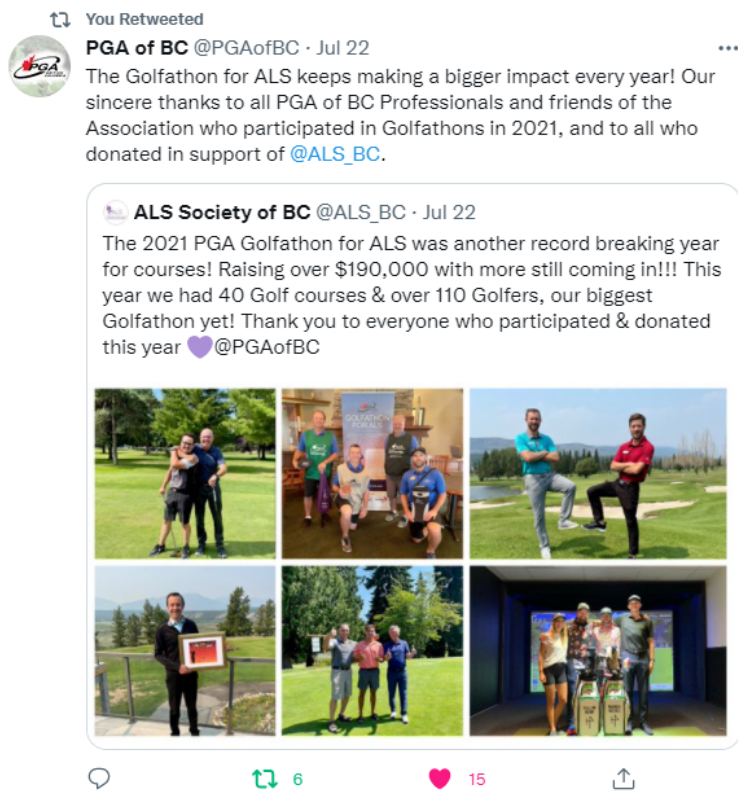 You Retweeted
PGA of BC @PGAofBC · Jul 22
PGA
The Golfathon for ALS keeps making a bigger impact every year! Our
sincere thanks to all PGA of BC Professionals and friends of the
Association who participated in Golfathons in 2021, and to all who
donated in support of @ALS_BC.
ALS Society of BC @ALS_BC · Jul 22
The 2021 PGA Golfathon for ALS was another record breaking year
for courses! Raising over $190,000 with more still coming in!!! This
year we had 40 Golf courses & over 110 Golfers, our biggest
Golfathon yet! Thank you to everyone who participated & donated
this year 💜@PGAofBC
GOLFATHON
FOR ALS
6
15